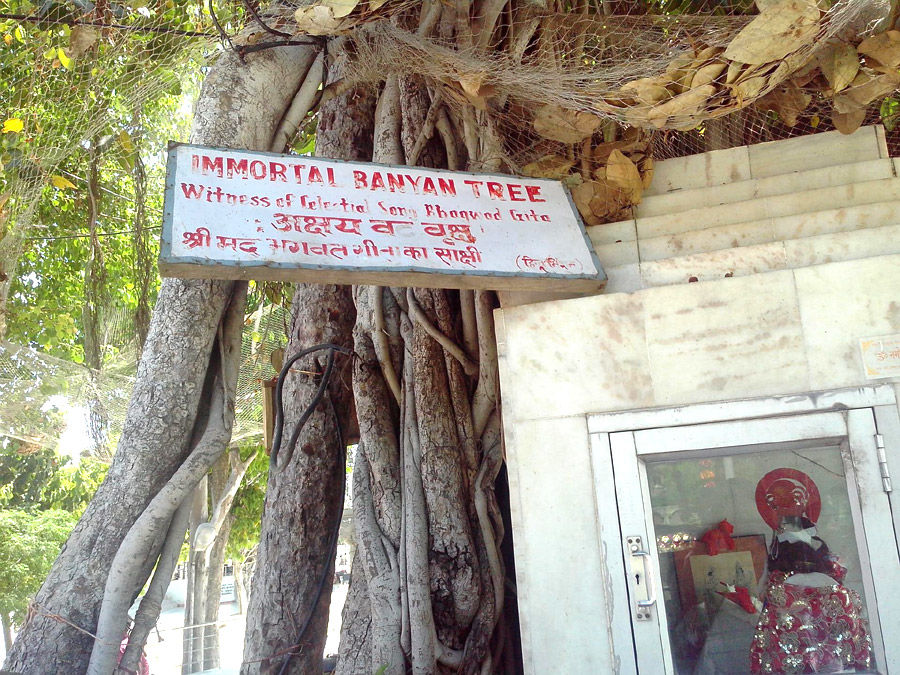 IMMORTAL BANYAN TREE
Witness of Celestial Song Bhagwad Gita
अक्षय वट वृक्ष
श्री मद् भगवत गीता का साक्षी